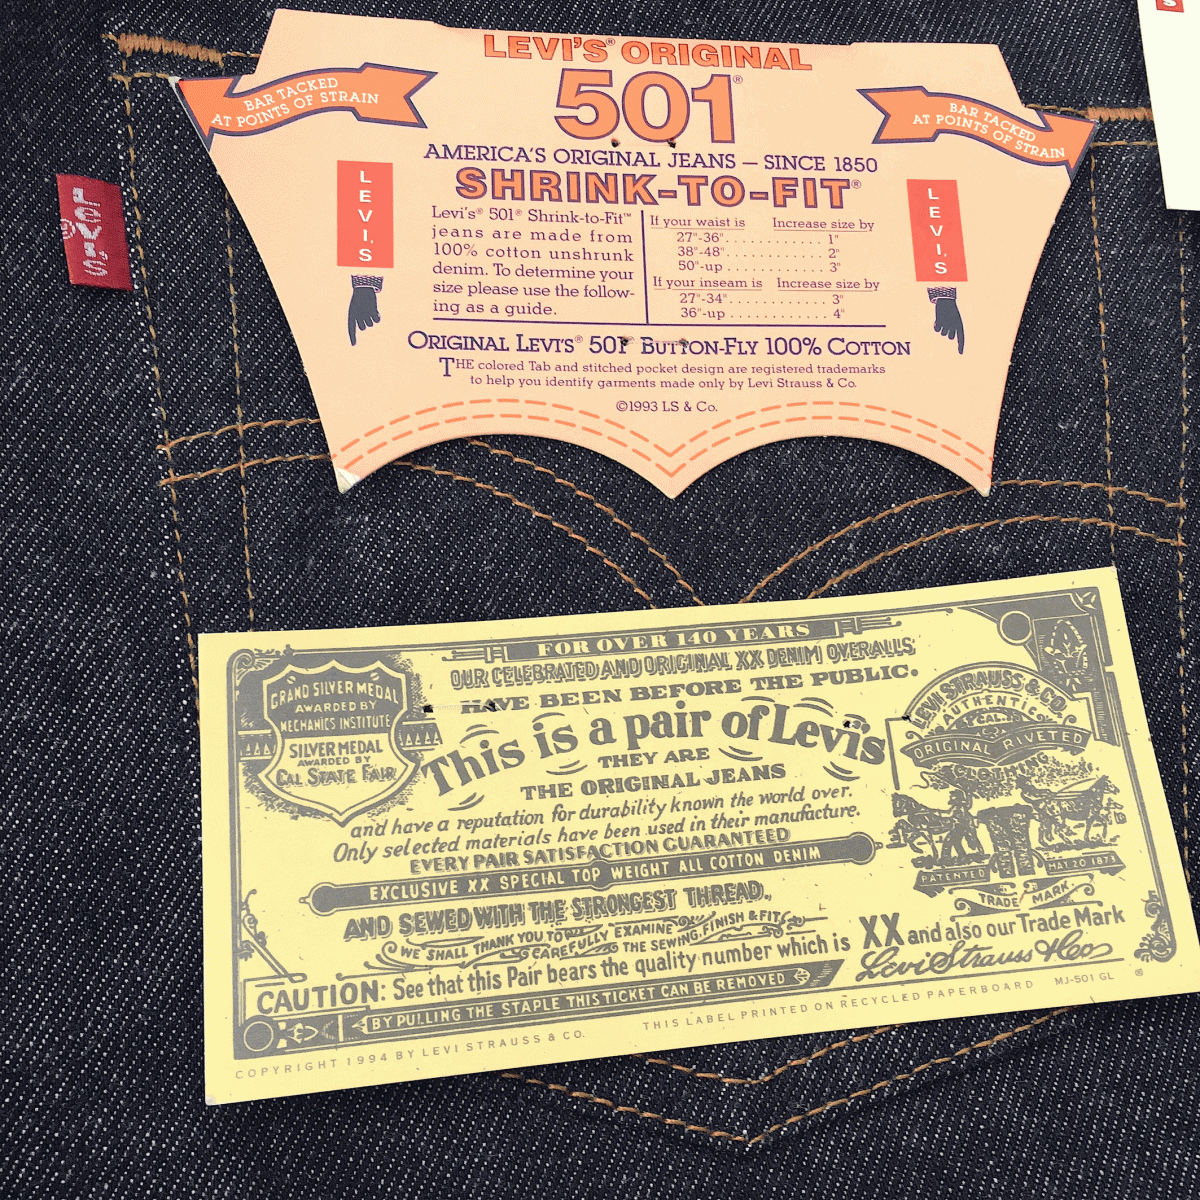 LEVI'S® ORIGINAL
501®
BAR TACKED
AT POINTS OF STRAIN
BAR TACKED
AT POINTS OF STRAIN
AMERICA'S ORIGINAL JEANS — SINCE 1850
SHRINK-TO-FIT®
LEVI'S
LEVI'S
LEVI'S
®
Levi's® 501® Shrink-to-Fit™
jeans are made from
100% cotton unshrunk
denim. To determine your
size please use the follow-
ing as a guide.
If your waist is Increase size by
27"-36" . . . . . . . . . . . . 1"
38"-48" . . . . . . . . . . . . 2"
50"-up . . . . . . . . . . . . 3"
If your inseam is Increase size by
27"-34" . . . . . . . . . . . . 3"
36"-up . . . . . . . . . . . . 4"
ORIGINAL LEVI'S® 501® BUTTON-FLY 100% COTTON
THE colored Tab and stitched pocket design are registered trademarks
to help you identify garments made only by Levi Strauss & Co.
©1993 LS & Co.
FOR OVER 140 YEARS
OUR CELEBRATED AND ORIGINAL XX DENIM OVERALLS
HAVE BEEN BEFORE THE PUBLIC.
GRAND SILVER MEDAL
AWARDED BY
MECHANICS INSTITUTE
SILVER MEDAL
AWARDED BY
CAL. STATE FAIR
This is a pair of Levi's
THEY ARE
THE ORIGINAL JEANS
and have a reputation for durability known the world over.
Only selected materials have been used in their manufacture.
EVERY PAIR SATISFACTION GUARANTEED
EXCLUSIVE XX SPECIAL TOP WEIGHT ALL COTTON DENIM
AND SEWED WITH THE STRONGEST THREAD.
WE SHALL THANK YOU TO CAREFULLY EXAMINE THE SEWING, FINISH & FIT
LEVI STRAUSS & CO.
AUTHENTIC
CAL.
ORIGINAL RIVETED
CLOTHING
PATENTED MAY 20 1873
TRADE MARK
CAUTION: See that this Pair bears the quality number which is XX and also our Trade Mark
Levi Strauss & Co
BY PULLING THE STAPLE THIS TICKET CAN BE REMOVED
COPYRIGHT 1994 BY LEVI STRAUSS & CO. THIS LABEL PRINTED ON RECYCLED PAPERBOARD MJ-501 GL ®